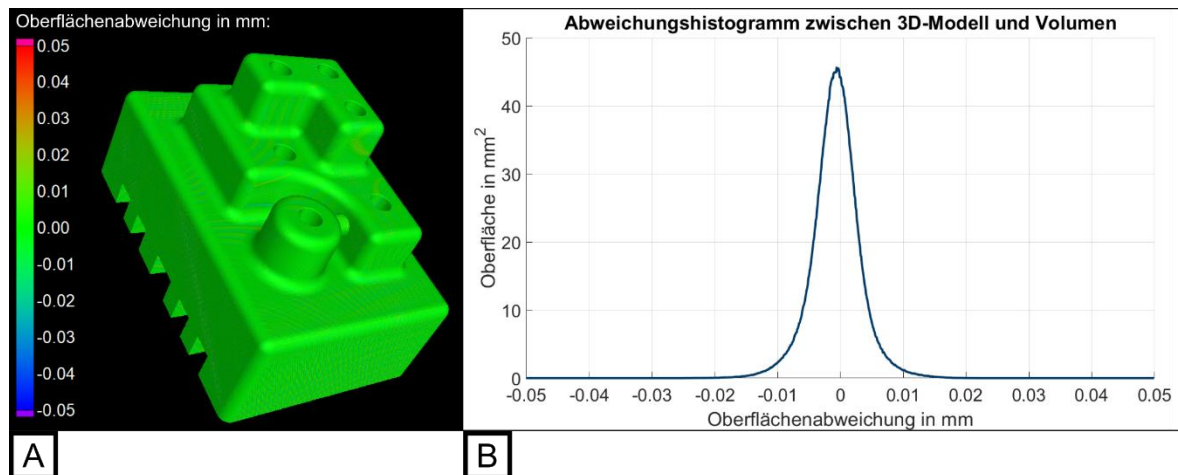 Oberflächenabweichung in mm:
0.05
0.04
0.03
0.02
0.01
0.00
-0.01
-0.02
-0.03
-0.04
-0.05
A
Abweichungshistogramm zwischen 3D-Modell und Volumen
Oberfläche in mm²
50
40
30
20
10
0
-0.05 -0.04 -0.03 -0.02 -0.01 0 0.01 0.02 0.03 0.04 0.05
Oberflächenabweichung in mm
B